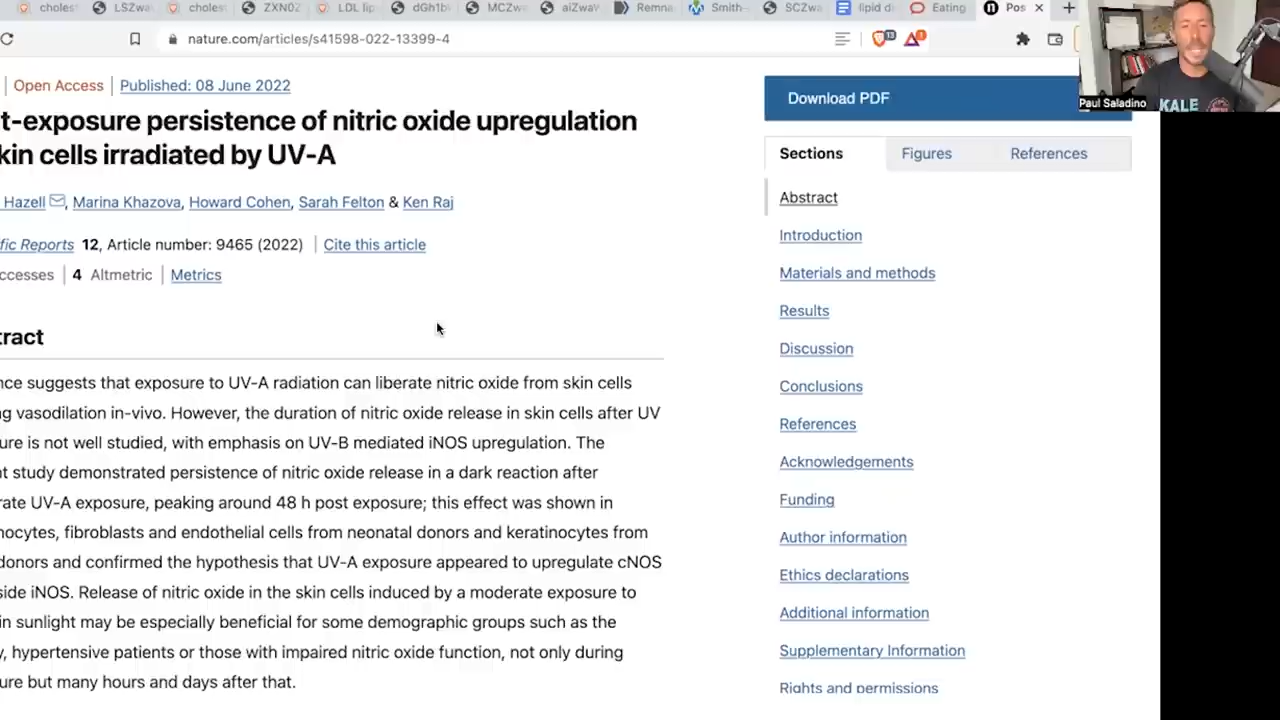 cholest LSZwa cholest ZXN0Z LDL lip dGh1b MCZw aiZwaV Remna Smith- SCZwa lipid di Eating Pos
nature.com/articles/s41598-022-13399-4
13 1
Paul Saladino
KALE
Open Access Published: 08 June 2022
Download PDF
t-exposure persistence of nitric oxide upregulation
kin cells irradiated by UV-A
Sections Figures References
Hazell, Marina Khazova, Howard Cohen, Sarah Felton & Ken Raj
fic Reports 12, Article number: 9465 (2022) Cite this article
ccesses 4 Altmetric Metrics
tract
nce suggests that exposure to UV-A radiation can liberate nitric oxide from skin cells
ng vasodilation in-vivo. However, the duration of nitric oxide release in skin cells after UV
ure is not well studied, with emphasis on UV-B mediated iNOS upregulation. The
nt study demonstrated persistence of nitric oxide release in a dark reaction after
rate UV-A exposure, peaking around 48 h post exposure; this effect was shown in
nocytes, fibroblasts and endothelial cells from neonatal donors and keratinocytes from
donors and confirmed the hypothesis that UV-A exposure appeared to upregulate cNOS
side iNOS. Release of nitric oxide in the skin cells induced by a moderate exposure to
in sunlight may be especially beneficial for some demographic groups such as the
y, hypertensive patients or those with impaired nitric oxide function, not only during
ure but many hours and days after that.
Abstract
Introduction
Materials and methods
Results
Discussion
Conclusions
References
Acknowledgements
Funding
Author information
Ethics declarations
Additional information
Supplementary Information
Rights and permissions